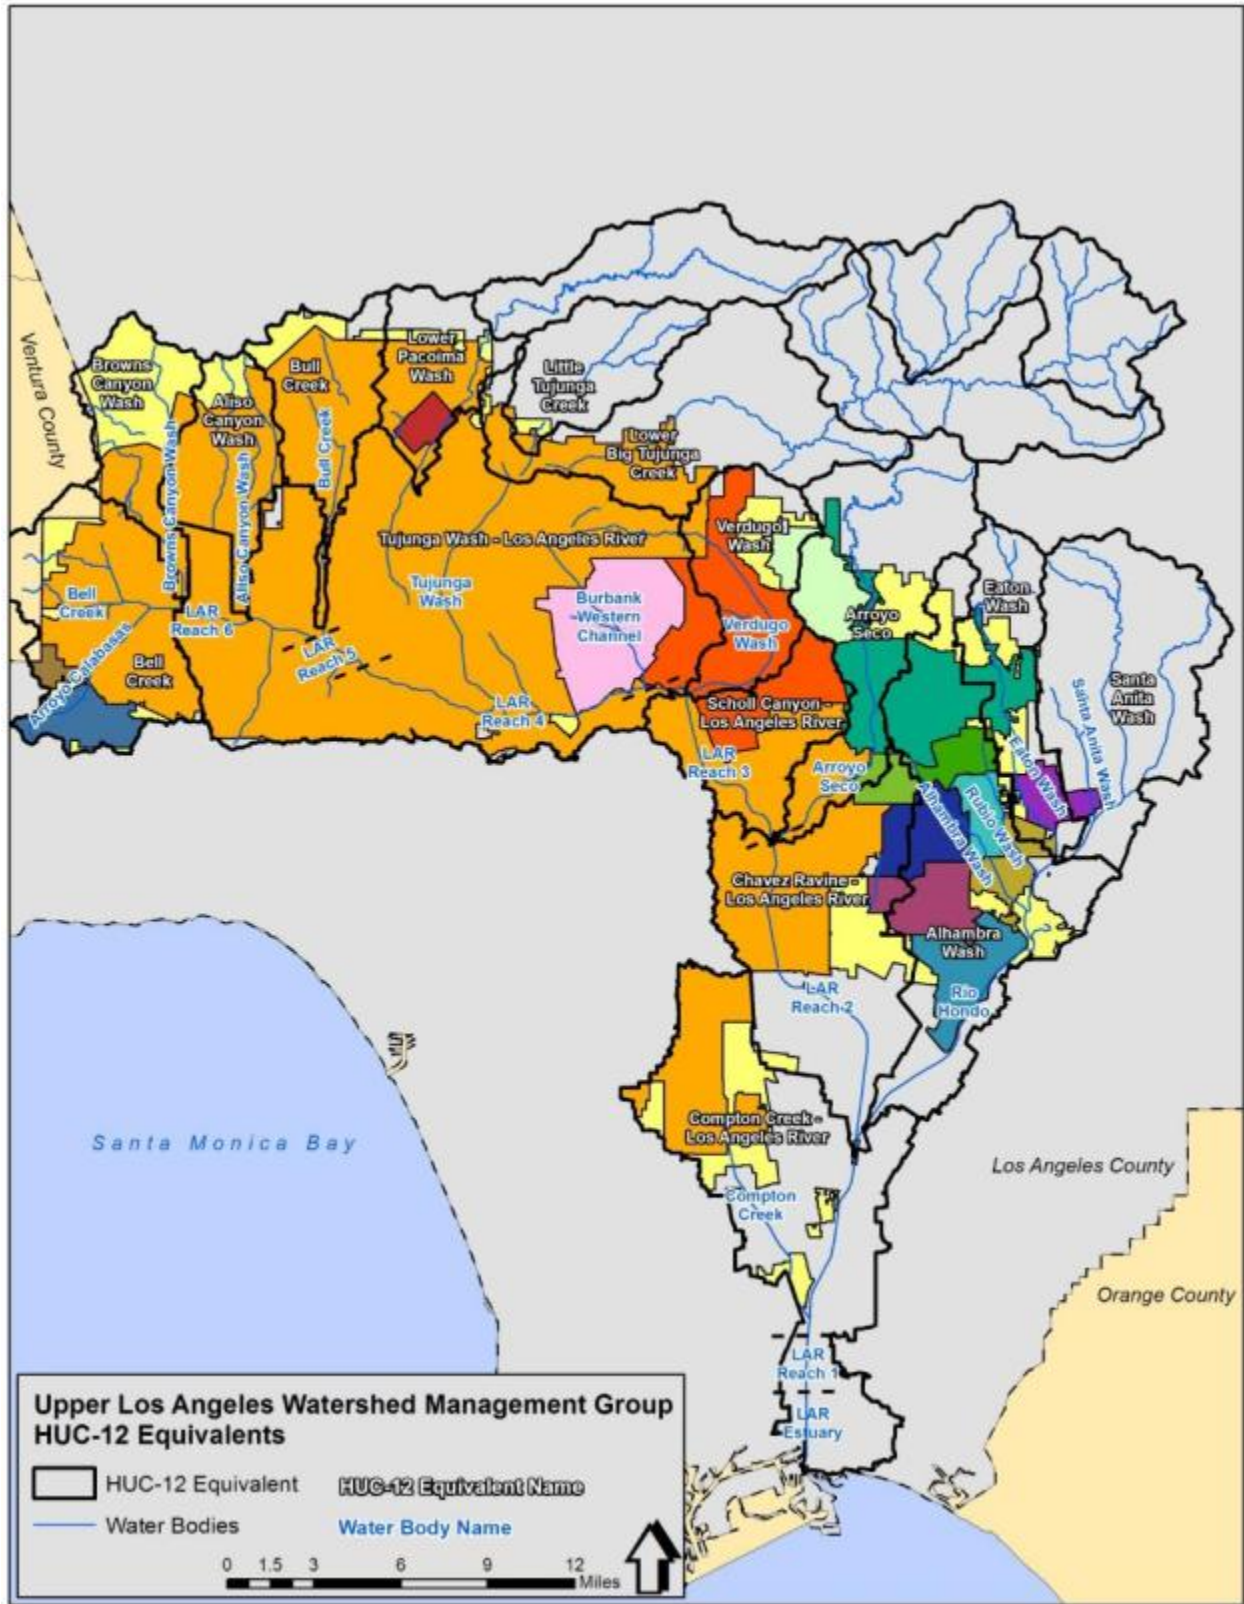 Ventura County
Browns
Canyon
Wash
Aliso
Canyon
Wash
Bull
Creek
Lower
Pacoima
Wash
Little
Tujunga
Creek
Lower
Big Tujunga
Creek
Browns Canyon Wash
Aliso Canyon Wash
Bull Creek
Tujunga Wash - Los Angeles River
Verdugo
Wash
Bell
Creek
LAR
Reach 6
Tujunga
Wash
Burbank
Western
Channel
Verdugo
Wash
Arroyo
Seco
Eaton
Wash
Arroyo Calabasas
Bell
Creek
LAR
Reach 5
LAR
Reach 4
Scholl Canyon -
Los Angeles River
Santa
Anita
Wash
Santa Anita Wash
LAR
Reach 3
Arroyo
Seco
Eaton Wash
Alhambra Wash
Rubio Wash
Chavez Ravine -
Los Angeles River
Alhambra
Wash
LAR
Reach 2
Rio
Hondo
Compton Creek -
Los Angeles River
Santa Monica Bay
Los Angeles County
Compton
Creek
Orange County
LAR
Reach 1
LAR
Estuary
Upper Los Angeles Watershed Management Group
HUC-12 Equivalents
HUC-12 Equivalent HUC-12 Equivalent Name
Water Bodies Water Body Name
0 1.5 3 6 9 12
Miles